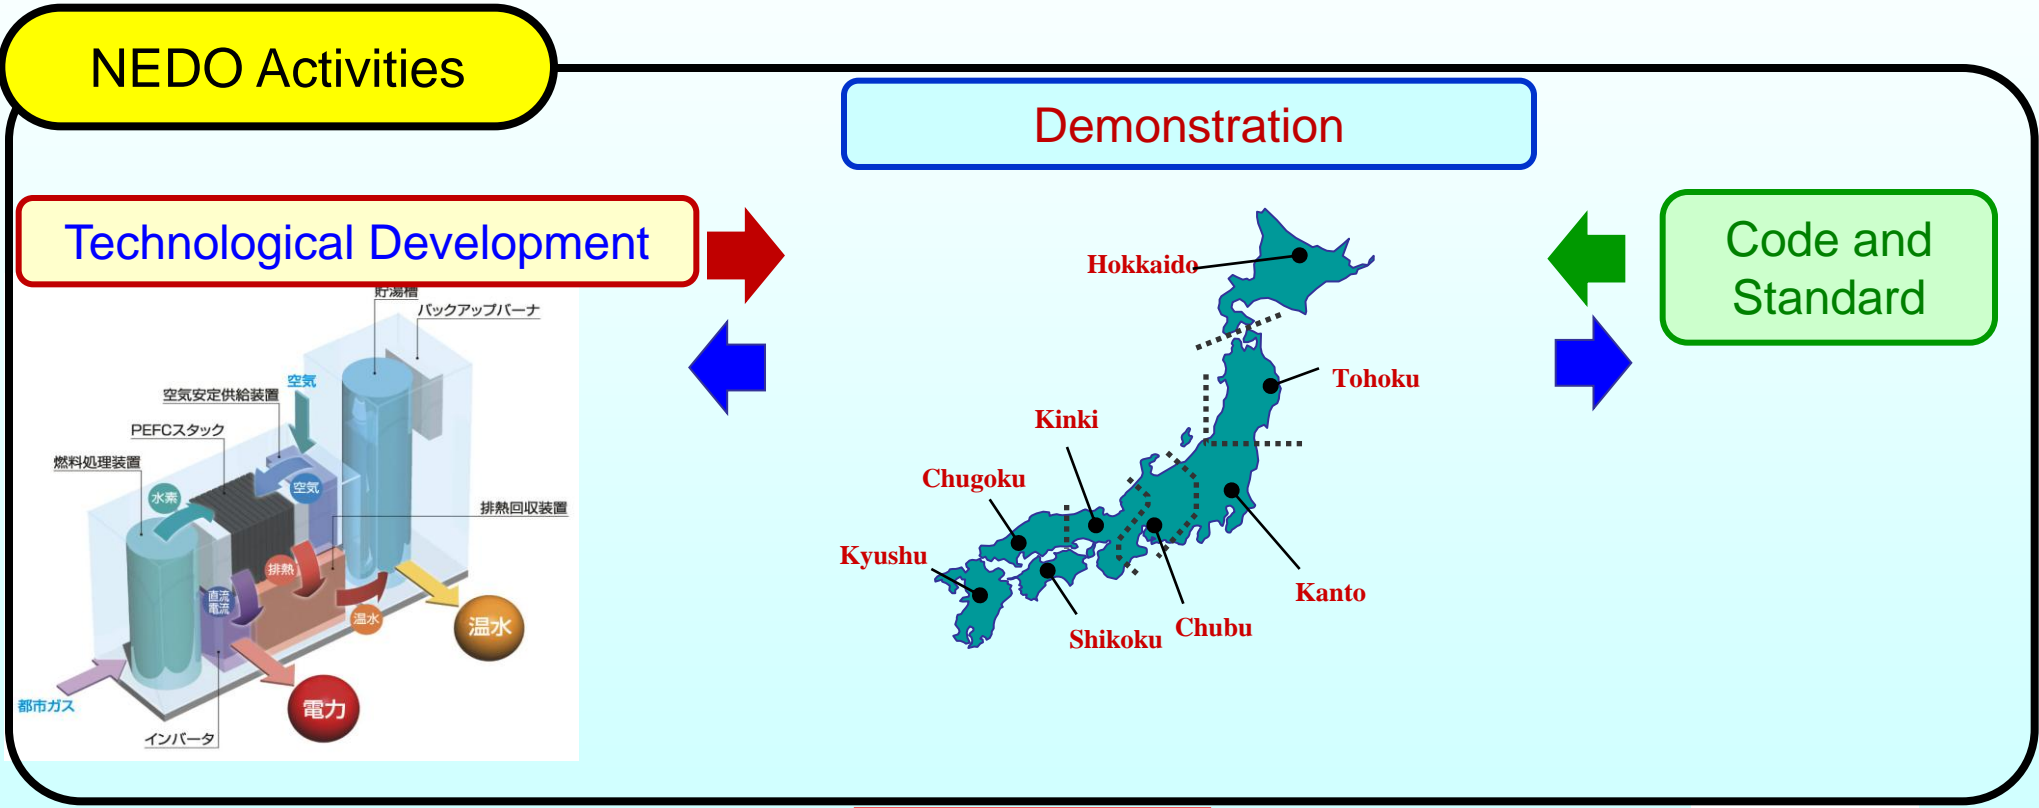 NEDO Activities
Demonstration
Technological Development
Code and
Standard
貯湯槽
バックアップバーナ
空気
空気安定供給装置
PEFCスタック
燃料処理装置
水素
空気
排熱回収装置
排熱
直流
電流
温水
温水
電力
都市ガス
インバータ
Hokkaido
Tohoku
Kinki
Chugoku
Kyushu
Kanto
Chubu
Shikoku